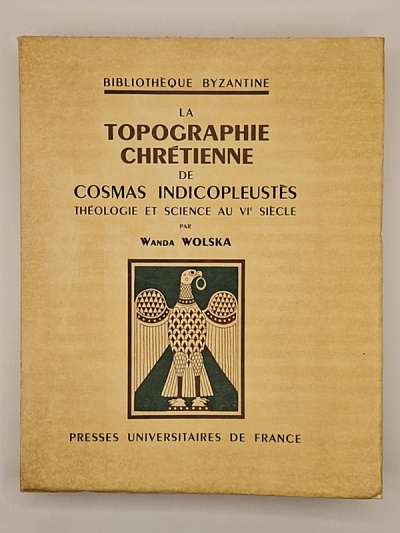 BIBLIOTHÈQUE BYZANTINE
LA
TOPOGRAPHIE
CHRÉTIENNE
DE
COSMAS INDICOPLEUSTÈS
THÉOLOGIE ET SCIENCE AU VIᵉ SIÈCLE
PAR
WANDA WOLSKA
PRESSES UNIVERSITAIRES DE FRANCE